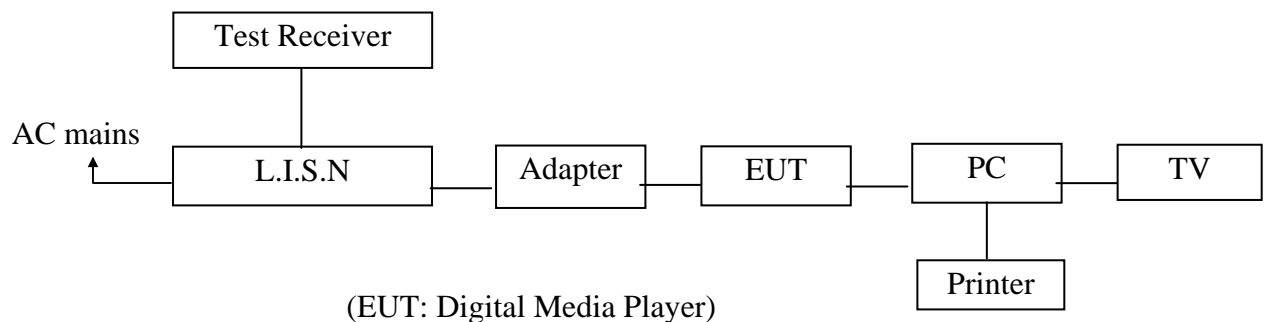 Test Receiver
AC mains
L.I.S.N
Adapter
EUT
PC
TV
Printer
(EUT: Digital Media Player)